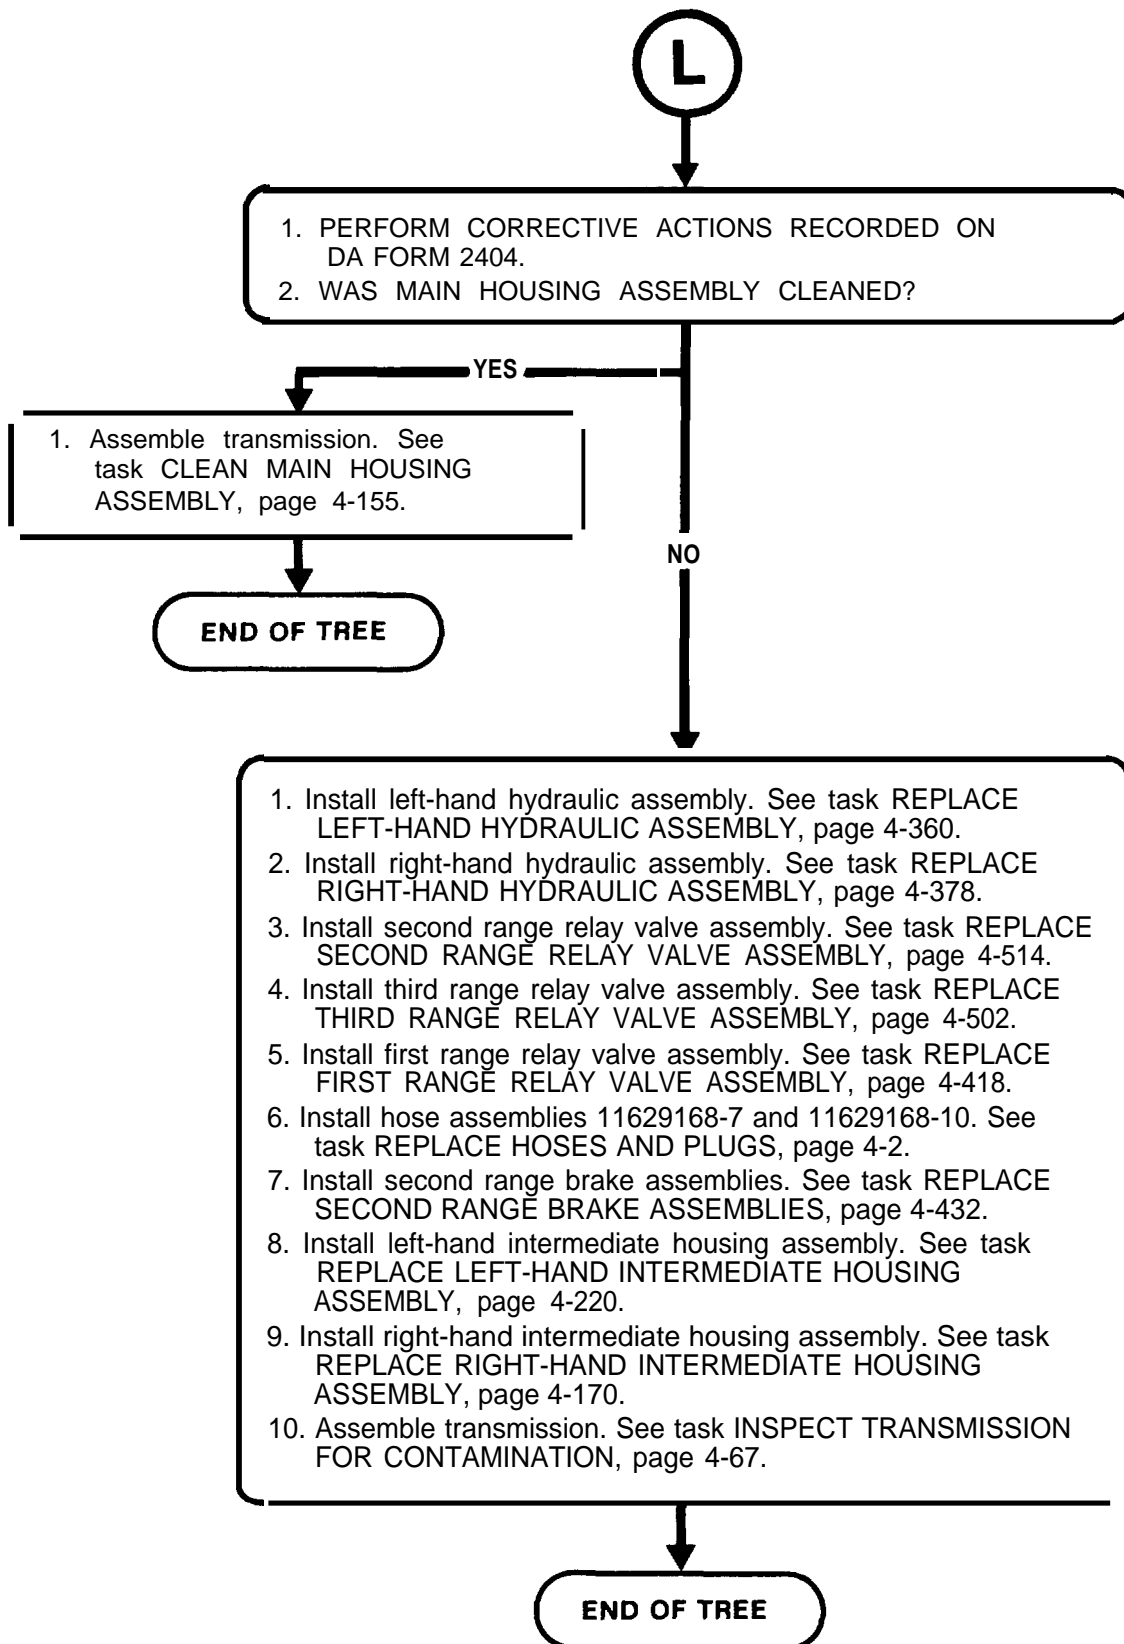 L
1. PERFORM CORRECTIVE ACTIONS RECORDED ON
DA FORM 2404.
2. WAS MAIN HOUSING ASSEMBLY CLEANED?
YES
1. Assemble transmission. See
task CLEAN MAIN HOUSING
ASSEMBLY, page 4-155.
END OF TREE
NO
1. Install left-hand hydraulic assembly. See task REPLACE
LEFT-HAND HYDRAULIC ASSEMBLY, page 4-360.
2. Install right-hand hydraulic assembly. See task REPLACE
RIGHT-HAND HYDRAULIC ASSEMBLY, page 4-378.
3. Install second range relay valve assembly. See task REPLACE
SECOND RANGE RELAY VALVE ASSEMBLY, page 4-514.
4. Install third range relay valve assembly. See task REPLACE
THIRD RANGE RELAY VALVE ASSEMBLY, page 4-502.
5. Install first range relay valve assembly. See task REPLACE
FIRST RANGE RELAY VALVE ASSEMBLY, page 4-418.
6. Install hose assemblies 11629168-7 and 11629168-10. See
task REPLACE HOSES AND PLUGS, page 4-2.
7. Install second range brake assemblies. See task REPLACE
SECOND RANGE BRAKE ASSEMBLIES, page 4-432.
8. Install left-hand intermediate housing assembly. See task
REPLACE LEFT-HAND INTERMEDIATE HOUSING
ASSEMBLY, page 4-220.
9. Install right-hand intermediate housing assembly. See task
REPLACE RIGHT-HAND INTERMEDIATE HOUSING
ASSEMBLY, page 4-170.
10. Assemble transmission. See task INSPECT TRANSMISSION
FOR CONTAMINATION, page 4-67.
END OF TREE